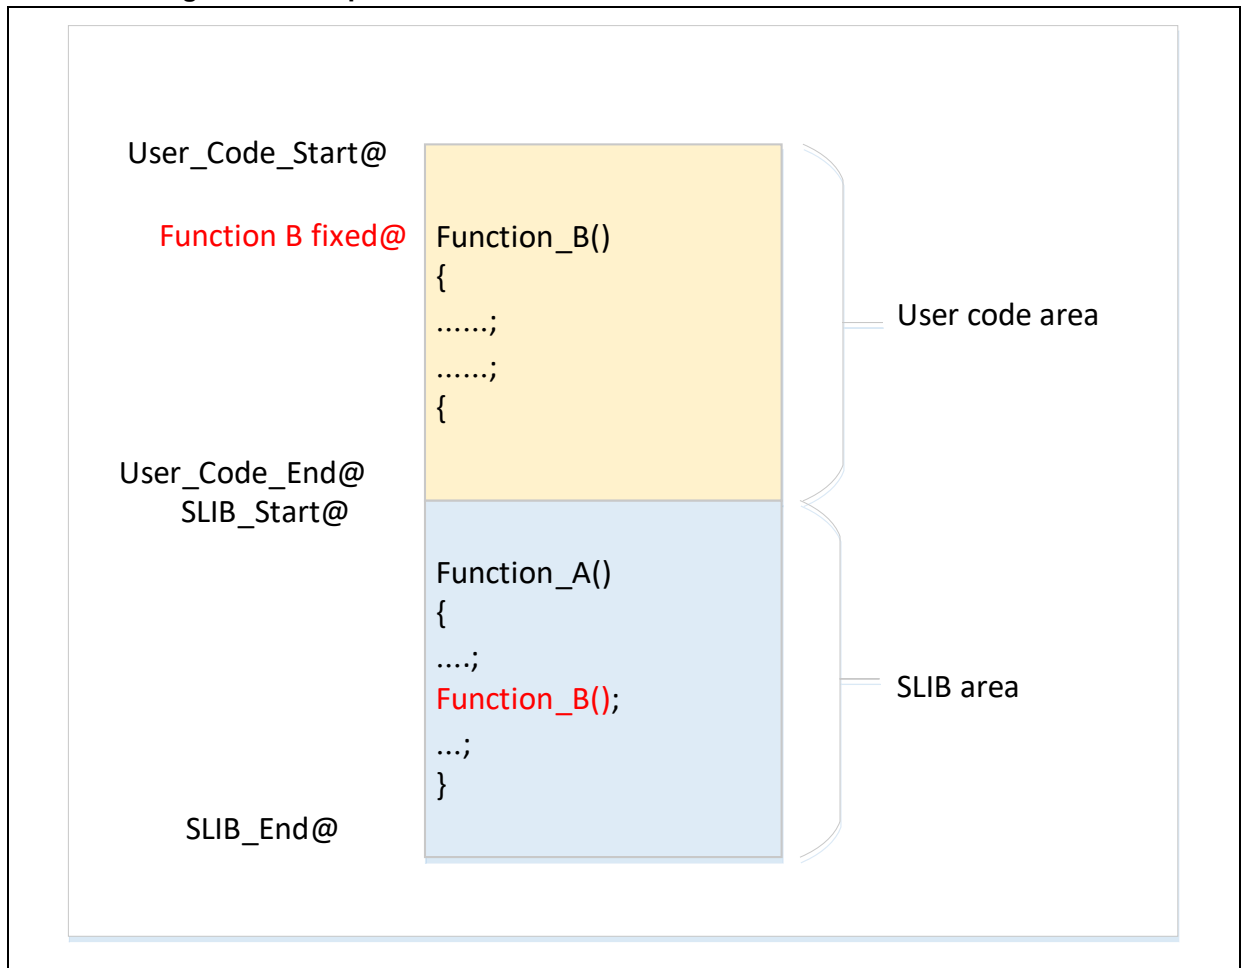 User_Code_Start@
Function B fixed@
Function_B()
{
......;
......;
{
User code area
User_Code_End@
SLIB_Start@
Function_A()
{
....;
Function_B();
...;
}
SLIB area
SLIB_End@